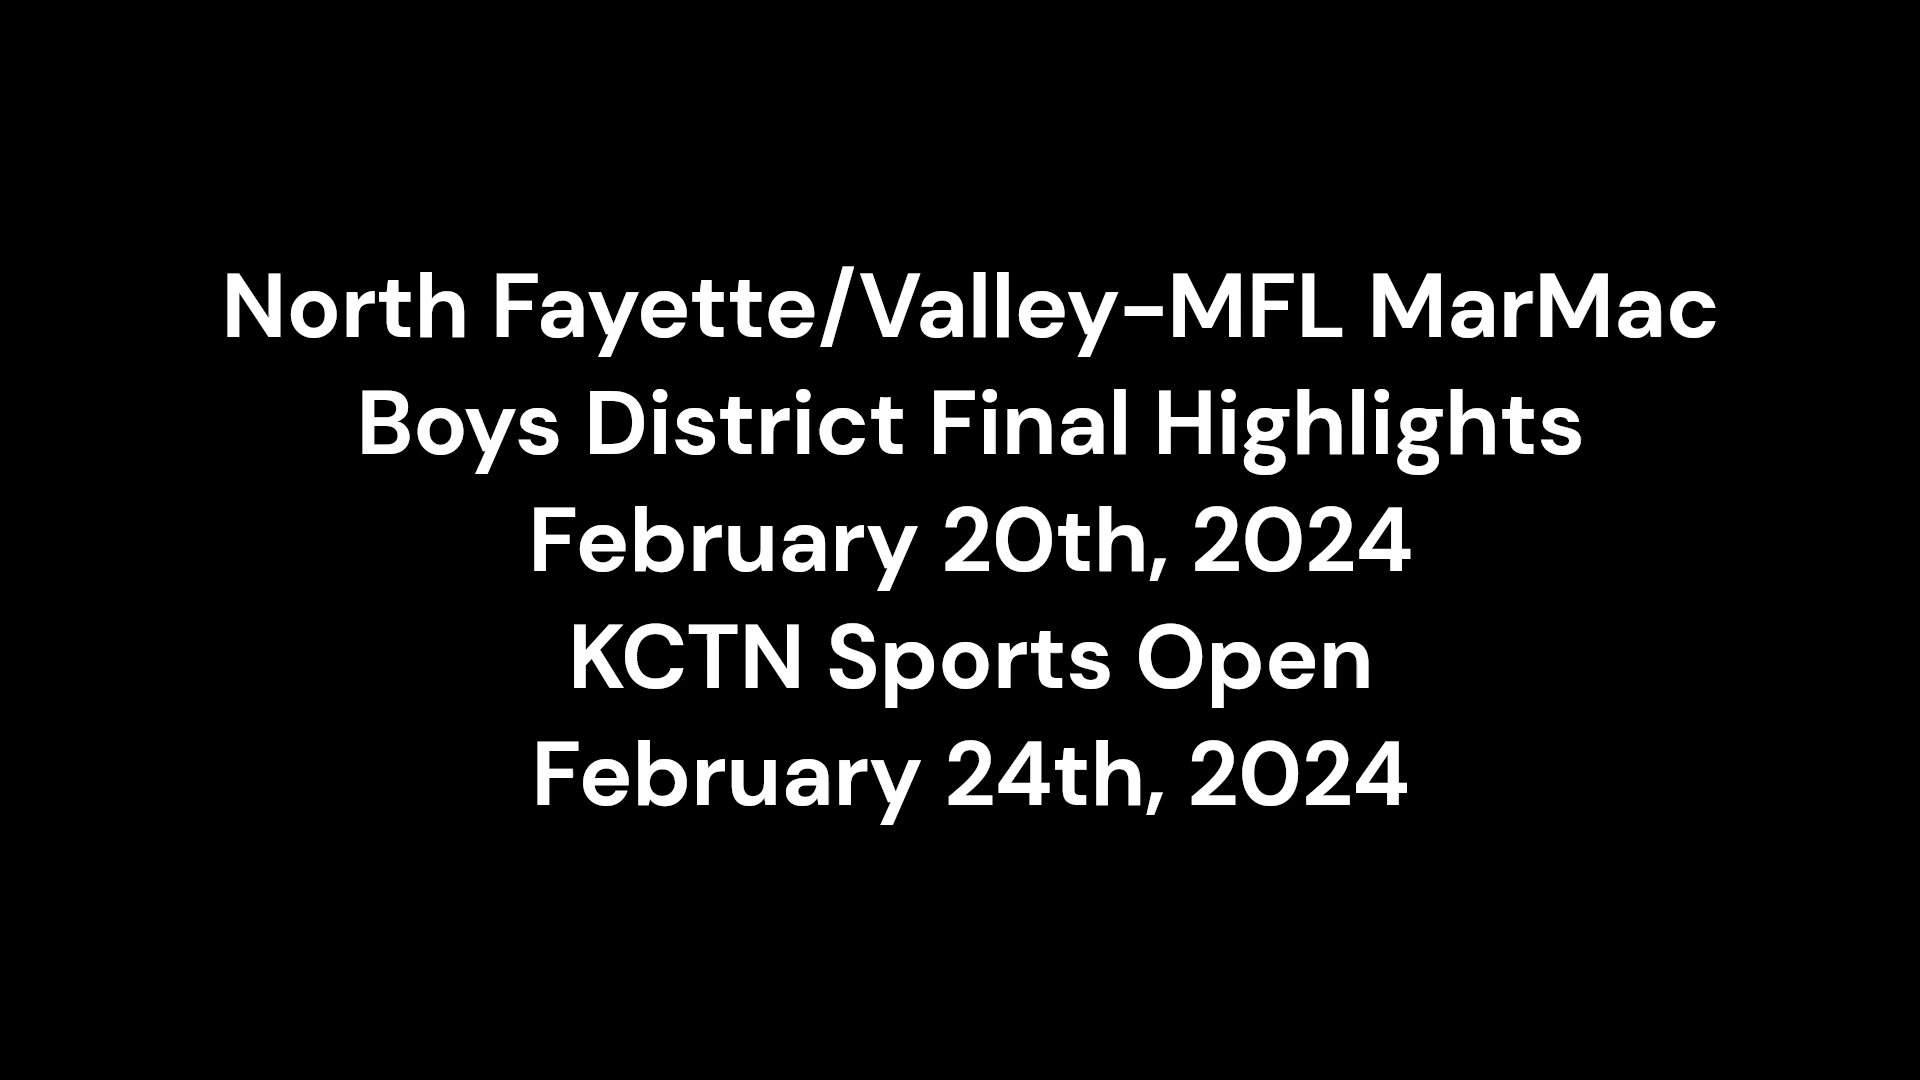 North Fayette/Valley-MFL MarMac
Boys District Final Highlights
February 20th, 2024
KCTN Sports Open
February 24th, 2024